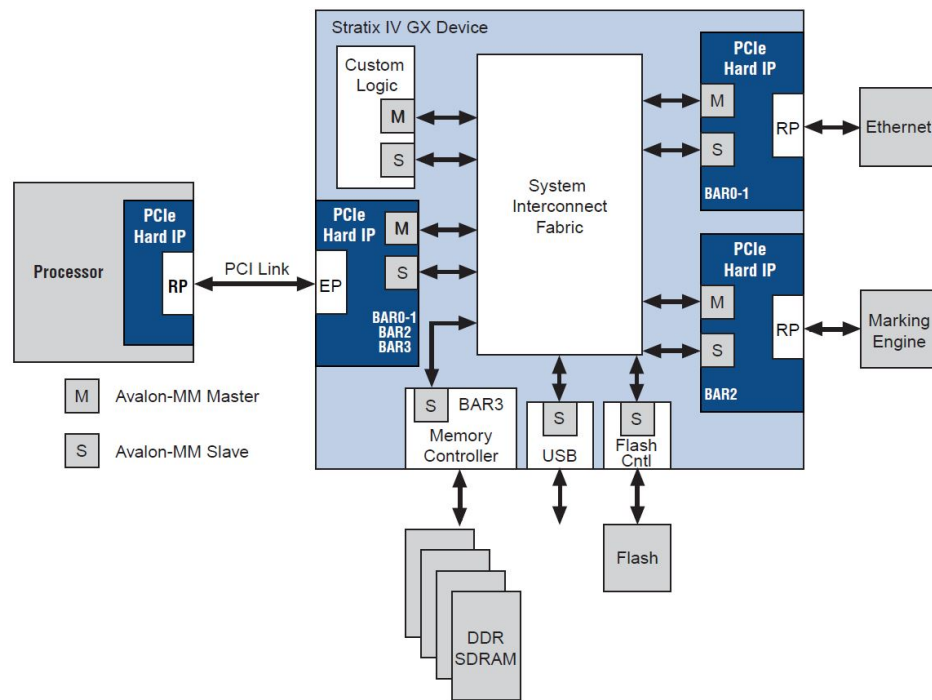 Stratix IV GX Device
Custom
Logic
M
S
System
Interconnect
Fabric
PCIe
Hard IP
M
S
RP
BAR0-1
Ethernet
Processor
PCIe
Hard IP
RP
PCI Link
PCIe
Hard IP
M
S
EP
BAR0-1
BAR2
BAR3
PCIe
Hard IP
M
S
RP
BAR2
Marking
Engine
M
Avalon-MM Master
S
Avalon-MM Slave
S
BAR3
Memory
Controller
S
USB
S
Flash
Cntl
DDR
SDRAM
Flash